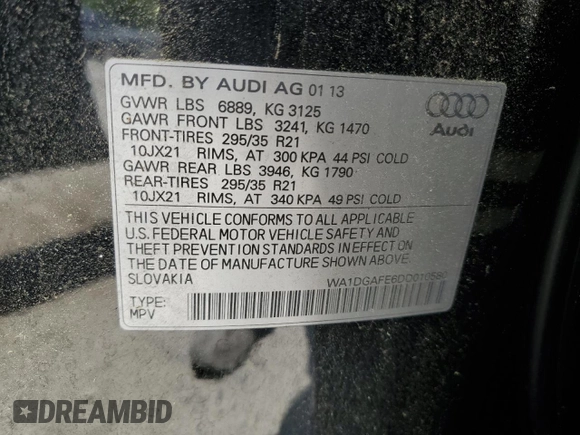 MFD. BY AUDI AG 01 13
GVWR LBS 6889, KG 3125
GAWR FRONT LBS 3241, KG 1470
FRONT-TIRES 295/35 R21
10JX21 RIMS, AT 300 KPA 44 PSI COLD
GAWR REAR LBS 3946, KG 1790
REAR-TIRES 295/35 R21
10JX21 RIMS, AT 340 KPA 49 PSI COLD
Audi
THIS VEHICLE CONFORMS TO ALL APPLICABLE
U.S. FEDERAL MOTOR VEHICLE SAFETY AND
THEFT PREVENTION STANDARDS IN EFFECT ON
THE DATE OF MANUFACTURE SHOWN ABOVE.
SLOVAKIA
TYPE:
MPV
DREAMBID